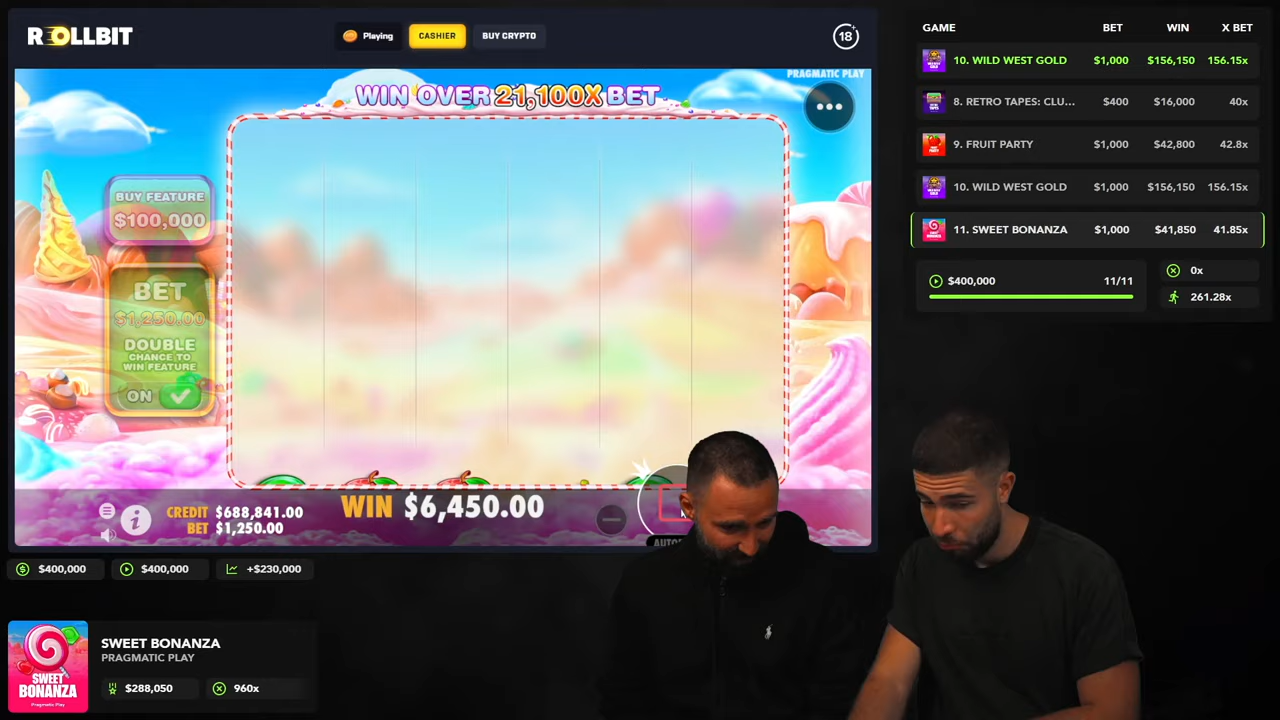 ROLLBIT
Playing
CASHIER
BUY CRYPTO
18+
PRAGMATIC PLAY
WIN OVER 21,100X BET
BUY FEATURE
$100,000
BET
$1,250.00
DOUBLE
CHANCE TO
WIN FEATURE
ON
CREDIT $688,841.00
BET $1,250.00
WIN $6,450.00
$400,000
$400,000
+$230,000
SWEET BONANZA
PRAGMATIC PLAY
$288,050
960x
SWEET
BONANZA
Pragmatic Play
GAME BET WIN X BET
10. WILD WEST GOLD $1,000 $156,150 156.15x
8. RETRO TAPES: CLU... $400 $16,000 40x
9. FRUIT PARTY $1,000 $42,800 42.8x
10. WILD WEST GOLD $1,000 $156,150 156.15x
11. SWEET BONANZA $1,000 $41,850 41.85x
$400,000 11/11
0x
261.28x